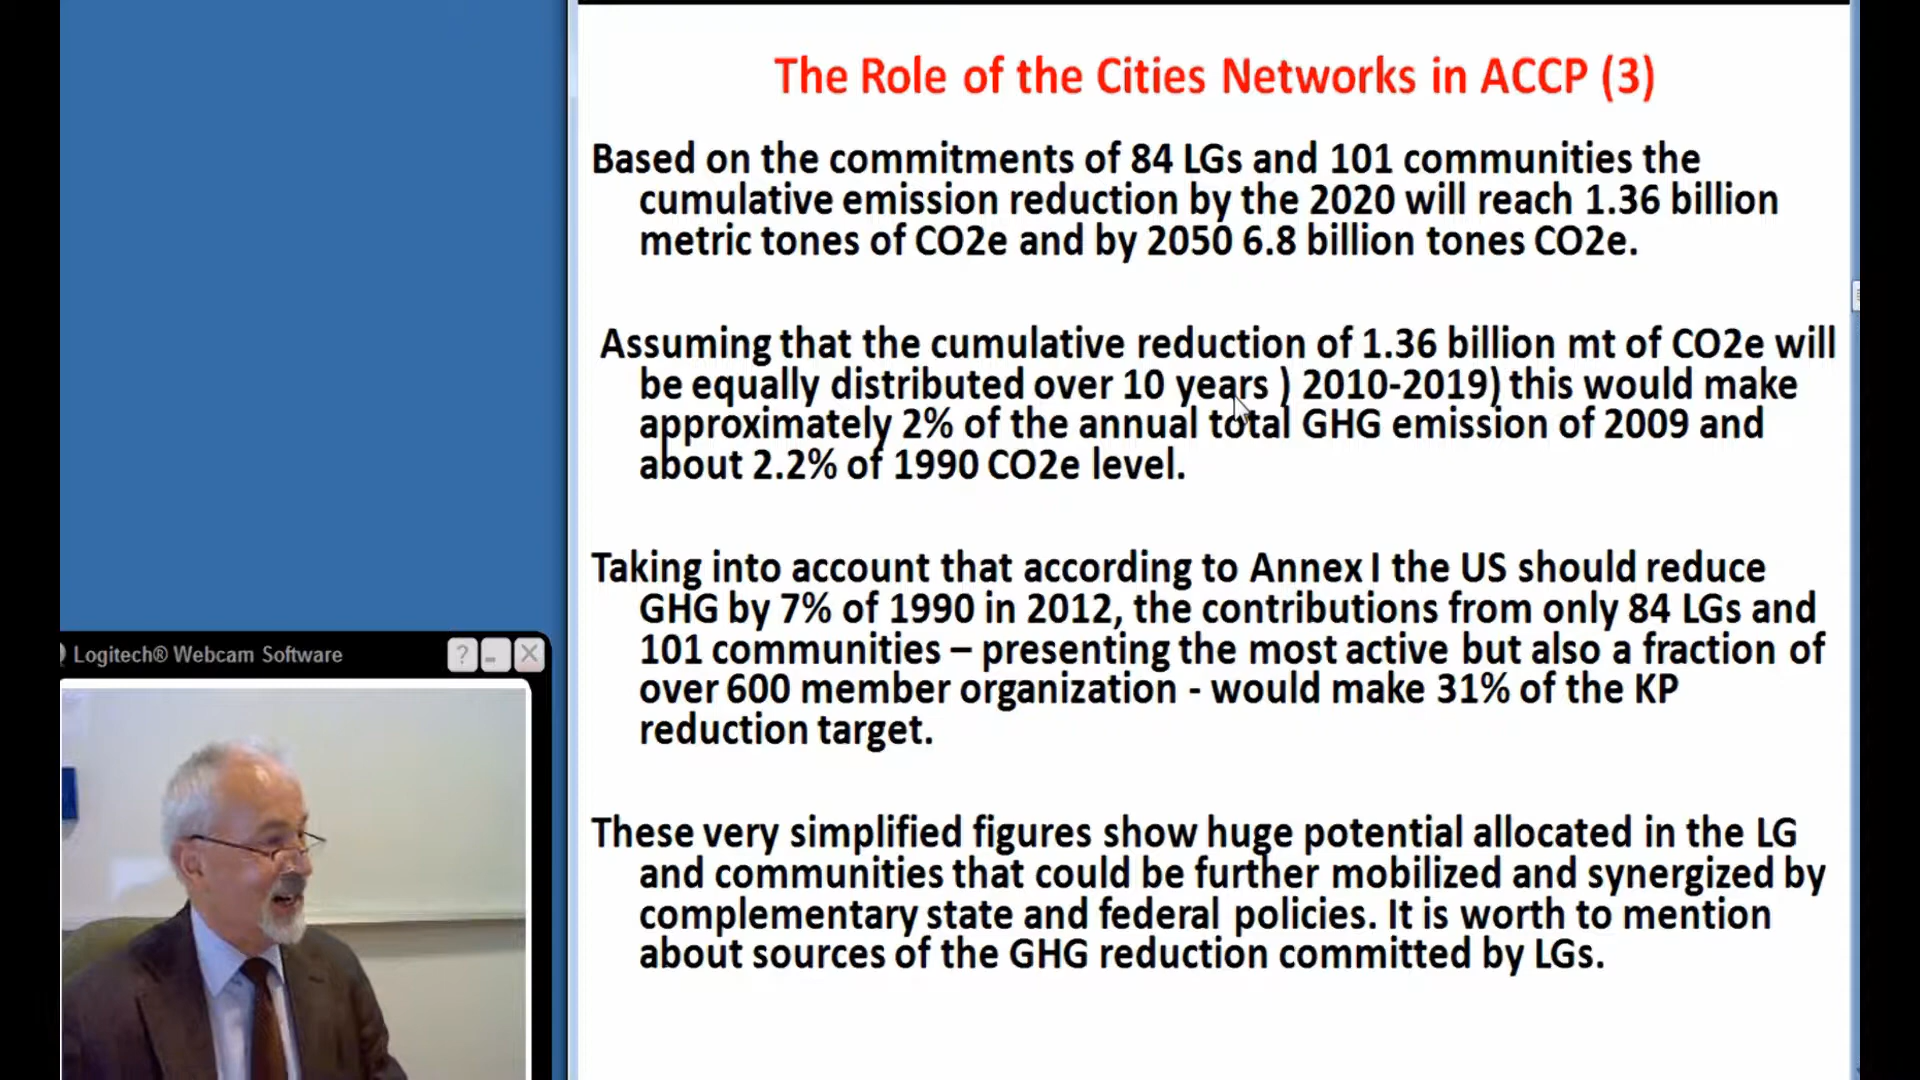 The Role of the Cities Networks in ACCP (3)
Based on the commitments of 84 LGs and 101 communities the
cumulative emission reduction by the 2020 will reach 1.36 billion
metric tones of CO2e and by 2050 6.8 billion tones CO2e.
Assuming that the cumulative reduction of 1.36 billion mt of CO2e will
be equally distributed over 10 years ) 2010-2019) this would make
approximately 2% of the annual total GHG emission of 2009 and
about 2.2% of 1990 CO2e level.
Taking into account that according to Annex I the US should reduce
GHG by 7% of 1990 in 2012, the contributions from only 84 LGs and
101 communities – presenting the most active but also a fraction of
over 600 member organization - would make 31% of the KP
reduction target.
These very simplified figures show huge potential allocated in the LG
and communities that could be further mobilized and synergized by
complementary state and federal policies. It is worth to mention
about sources of the GHG reduction committed by LGs.
Logitech® Webcam Software